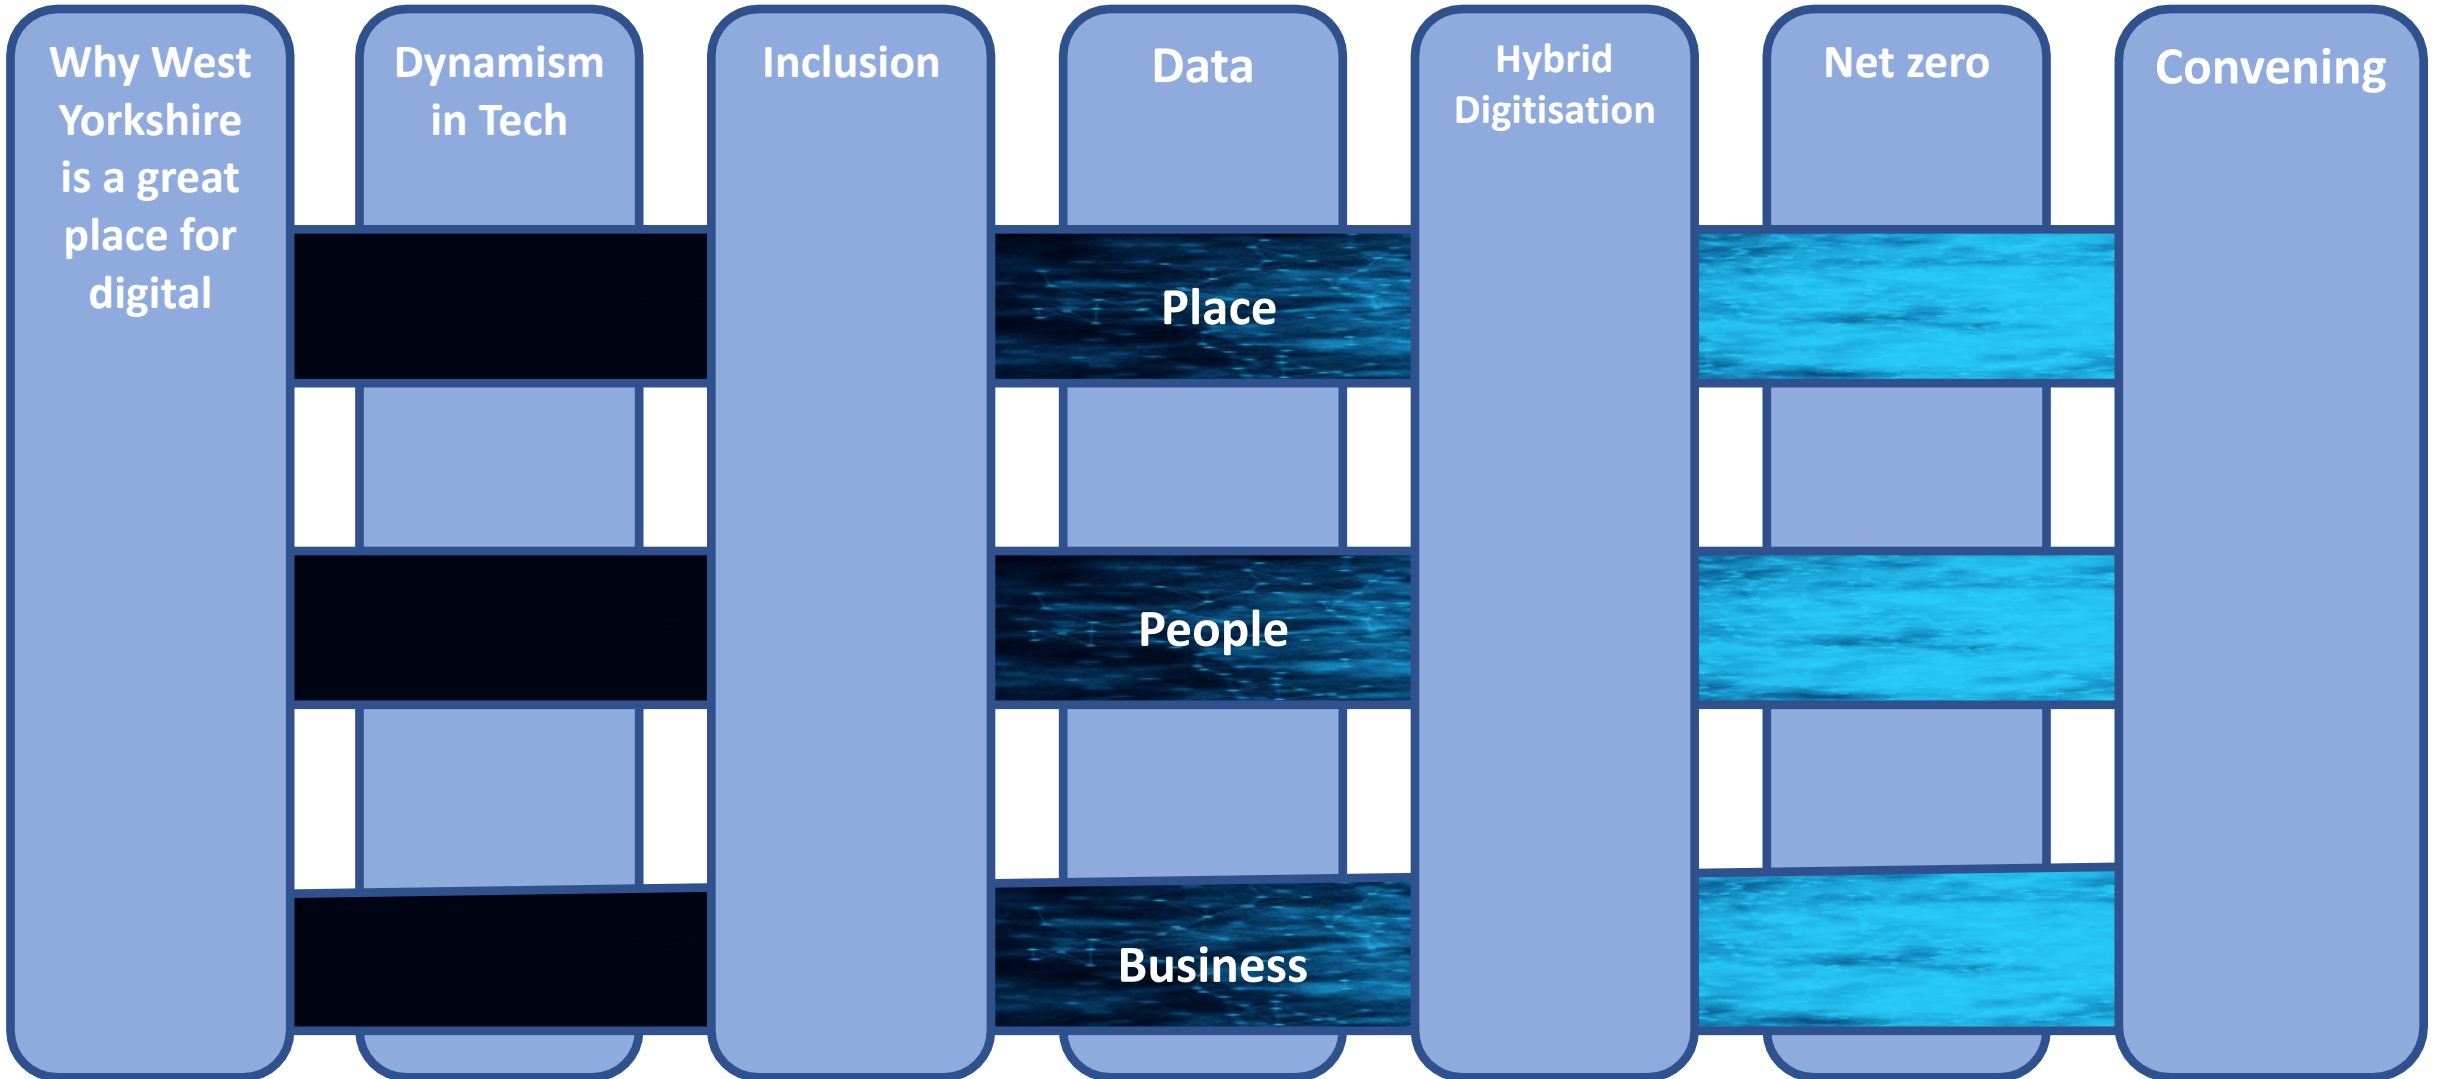 Why West
Yorkshire
is a great
place for
digital
Dynamism
in Tech
Inclusion
Data
Hybrid
Digitisation
Net zero
Convening
Place
People
Business